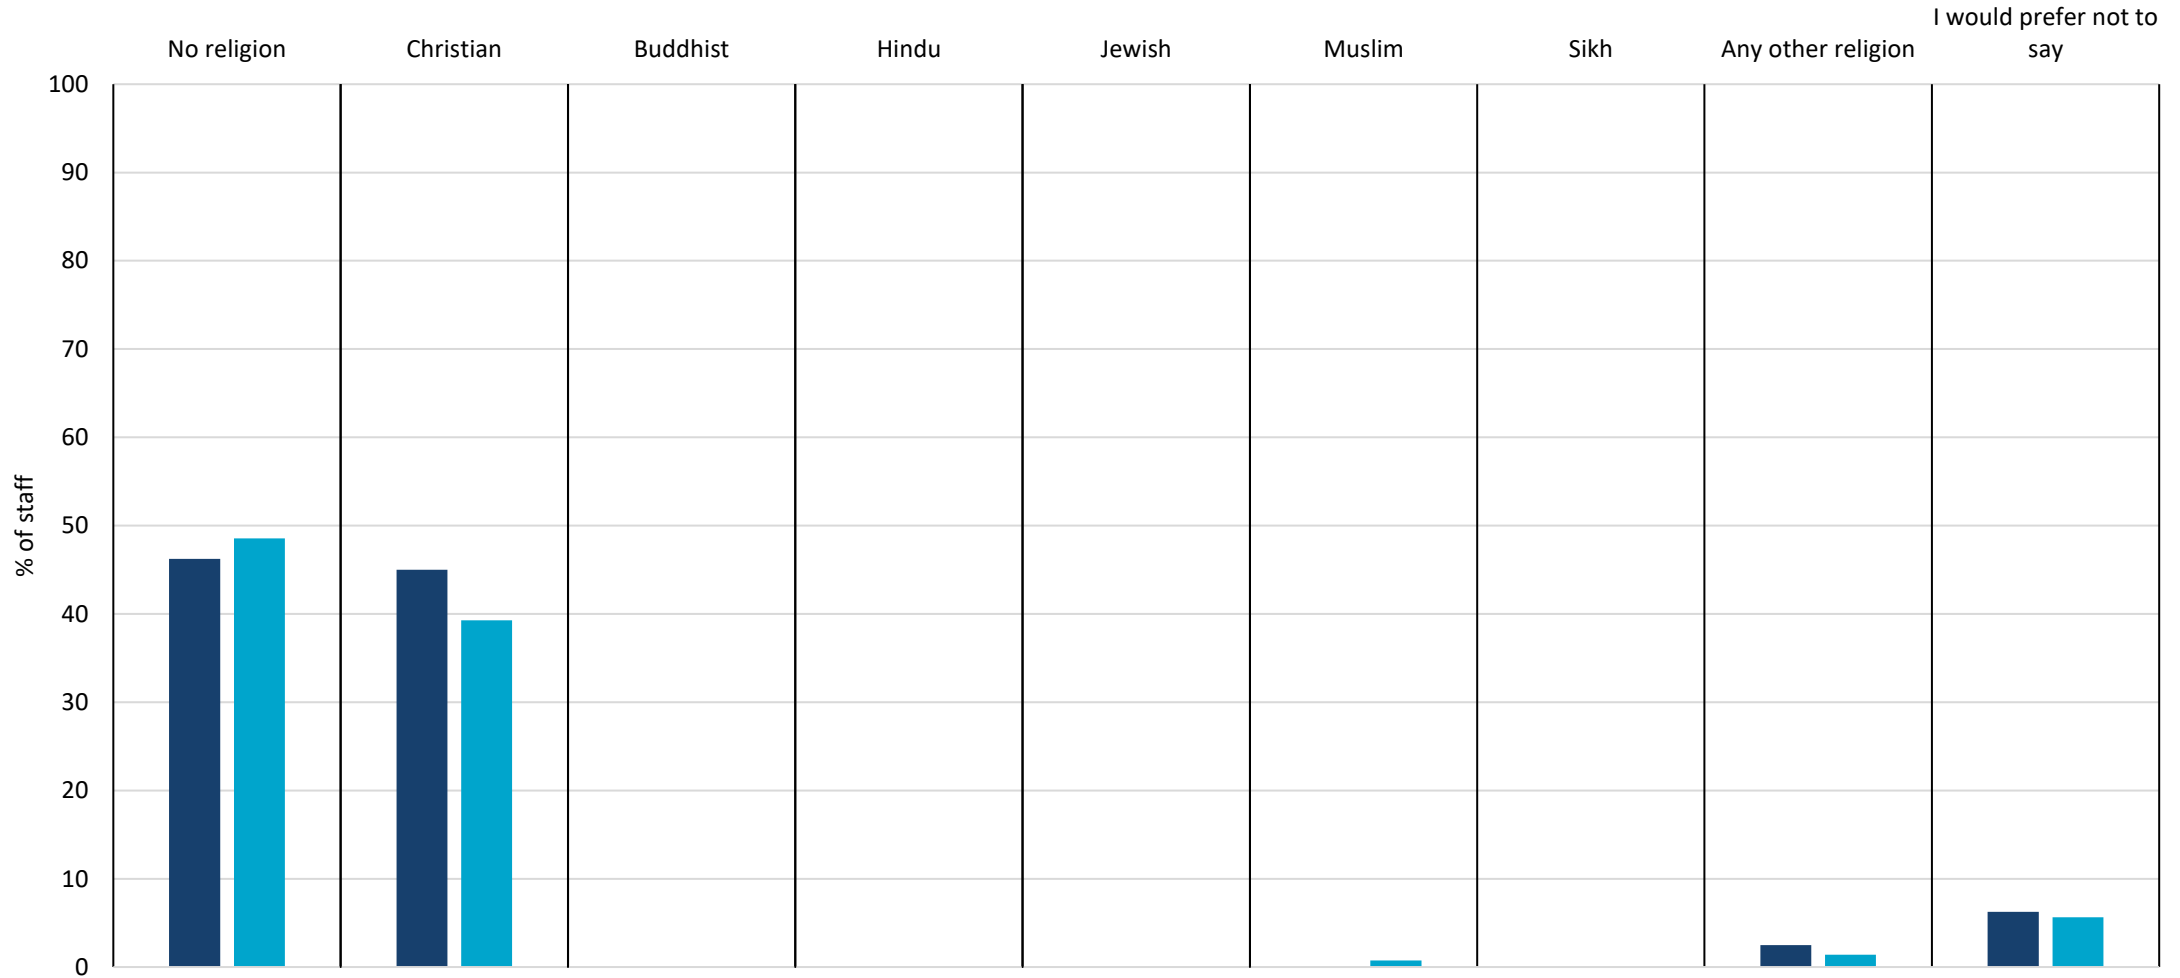 I would prefer not to
No religion
Christian
Buddhist
Hindu
Jewish
Muslim
Sikh
Any other religion
say
100
90
80
70
60
50
40
30
20
10
0
% of staff